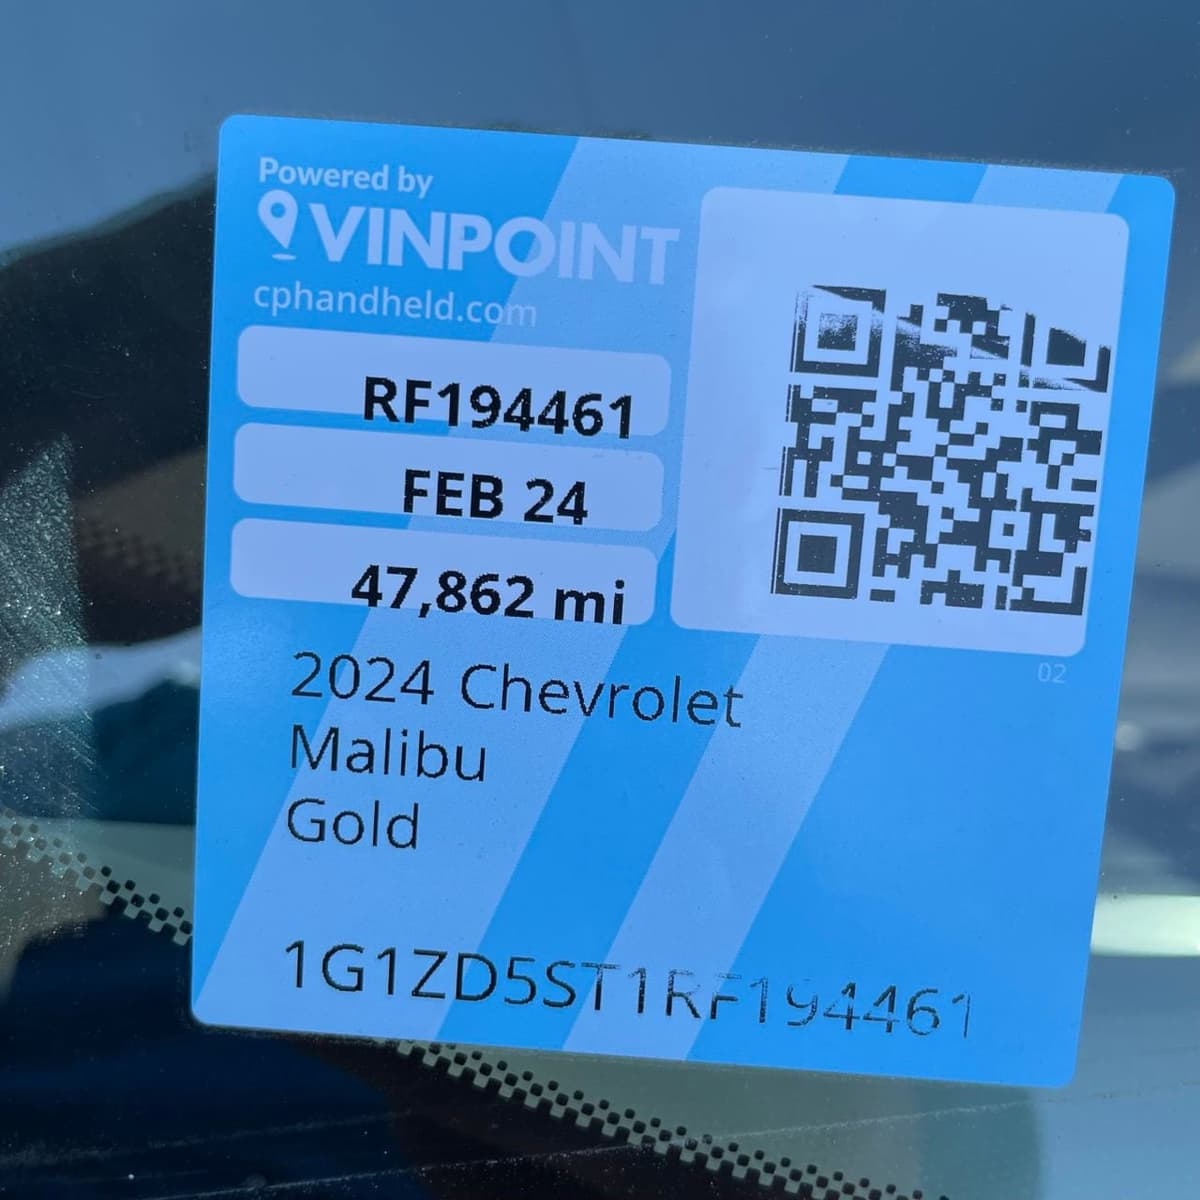 Powered by
VINPOINT
cphandheld.com
RF194461
FEB 24
47,862 mi
02
2024 Chevrolet
Malibu
Gold
1G1ZD5ST1RF194461